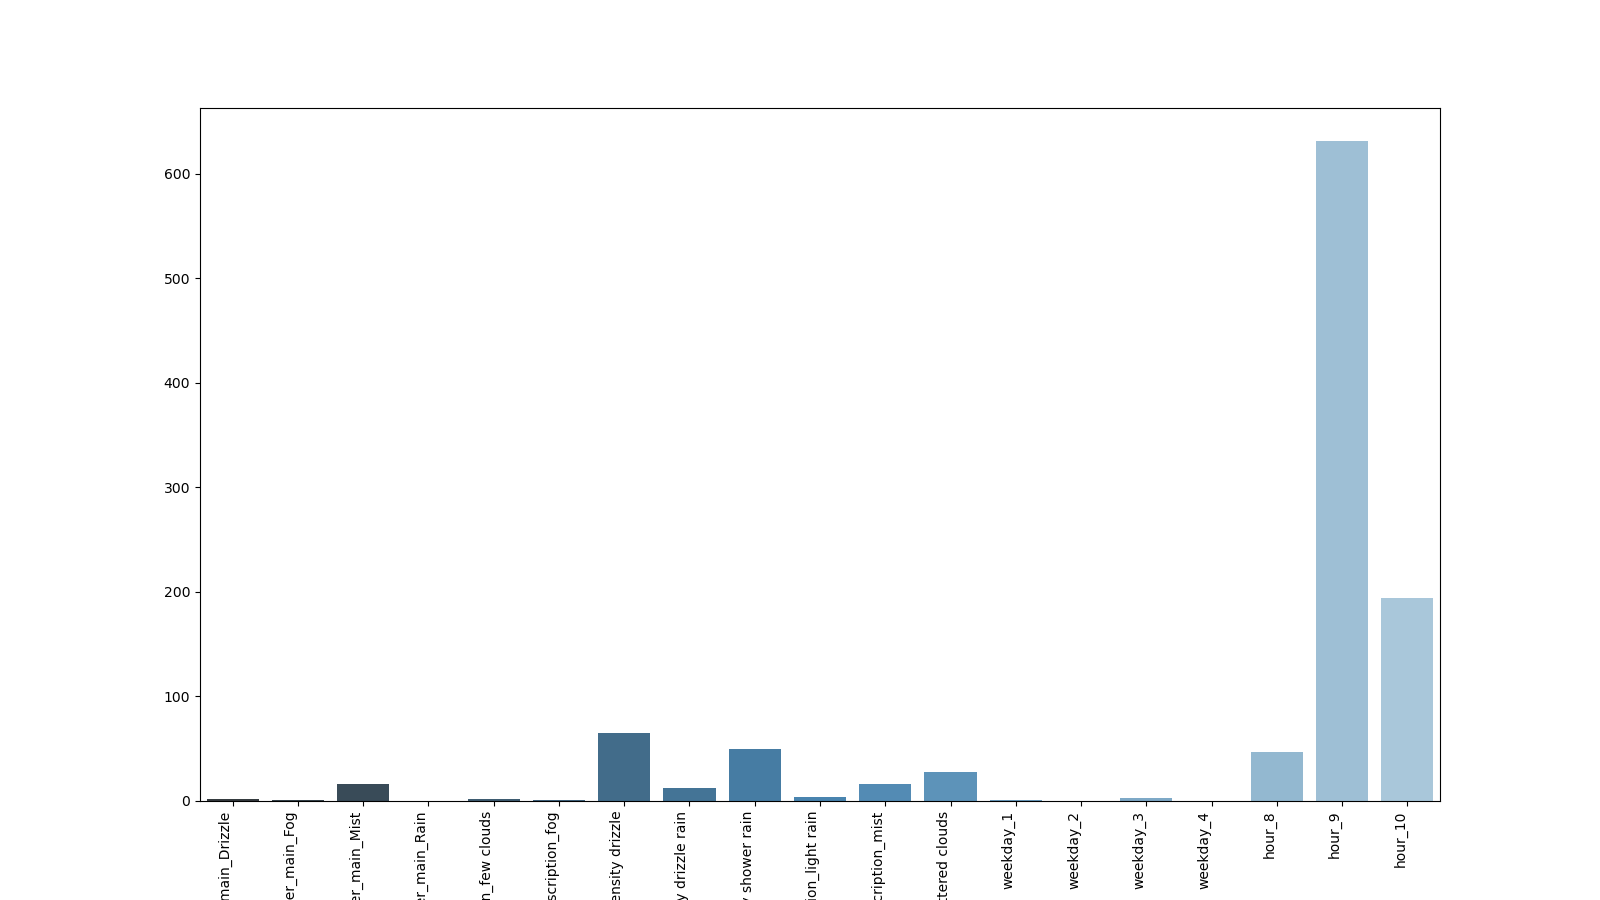 600
500
400
300
200
100
0
main_Drizzle
er_main_Fog
er_main_Mist
er_main_Rain
n_few clouds
scription_fog
ensity drizzle
y drizzle rain
y shower rain
ion_light rain
cription_mist
ttered clouds
weekday_1
weekday_2
weekday_3
weekday_4
hour_8
hour_9
hour_10